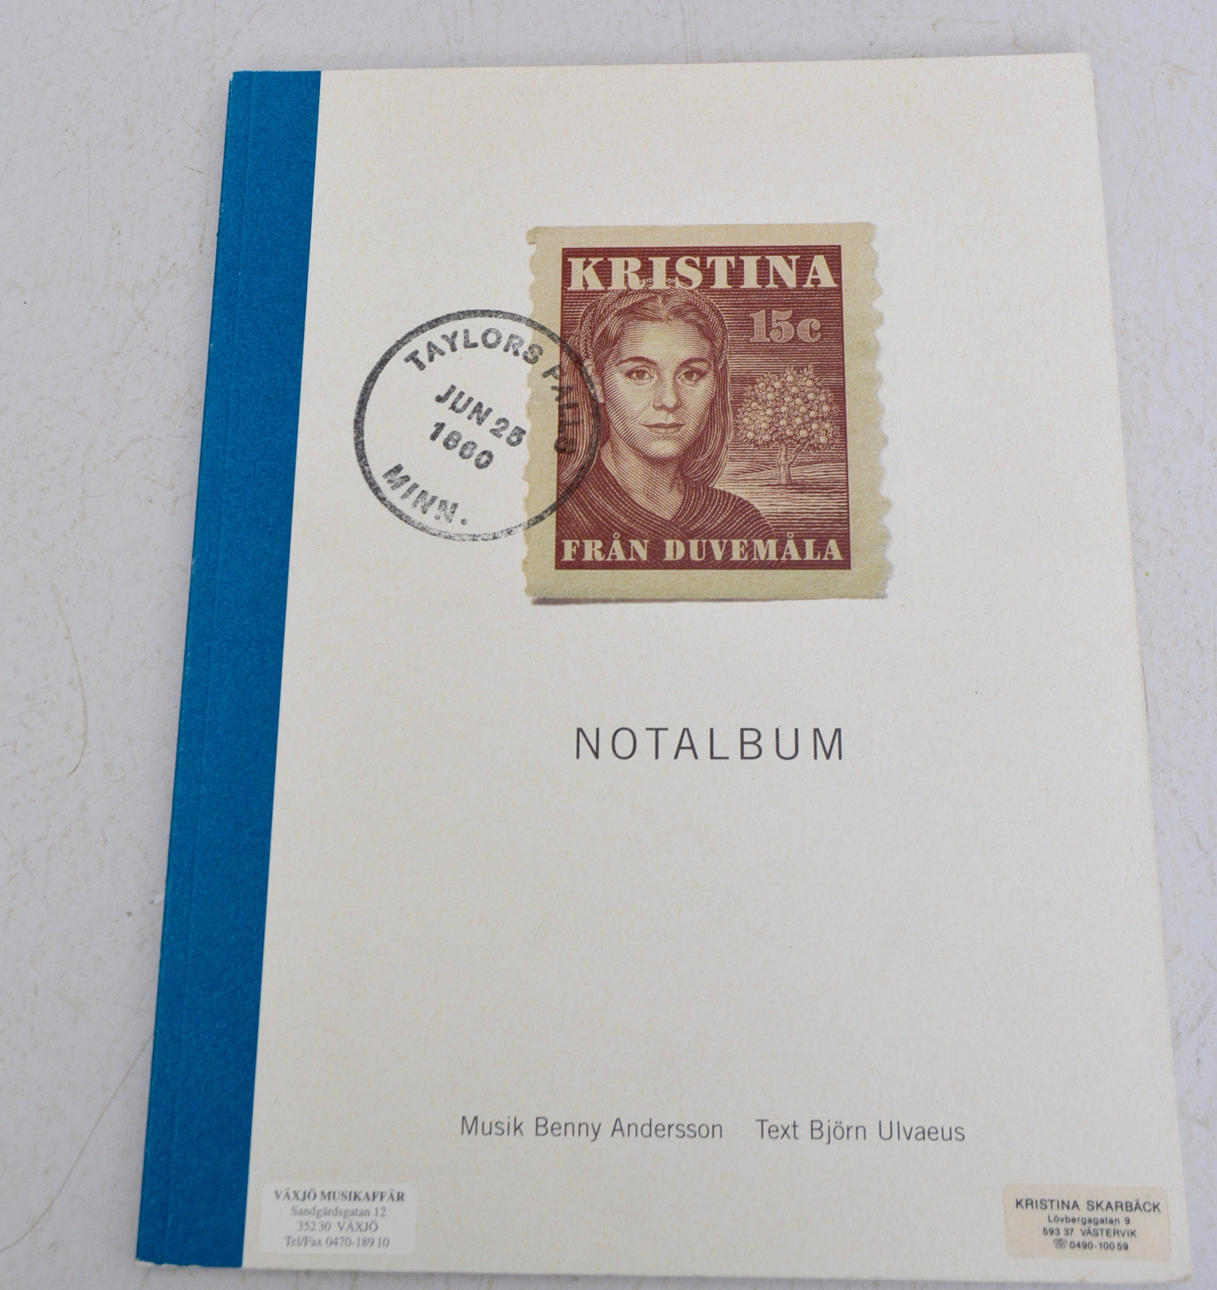 KRISTINA
15c
TAYLORS FALLS
JUN 25
1860
MINN.
FRÅN DUVEMÅLA
NOTALBUM
Musik Benny Andersson Text Björn Ulvaeus
VÄXJÖ MUSIKAFFÄR
Sandgärdsgatan 12
352 30 VÄXJÖ
Tel/Fax 0470-189 10
KRISTINA SKARBÄCK
Lövbergagatan 9
593 37 VÄSTERVIK
☏ 0490-100 59